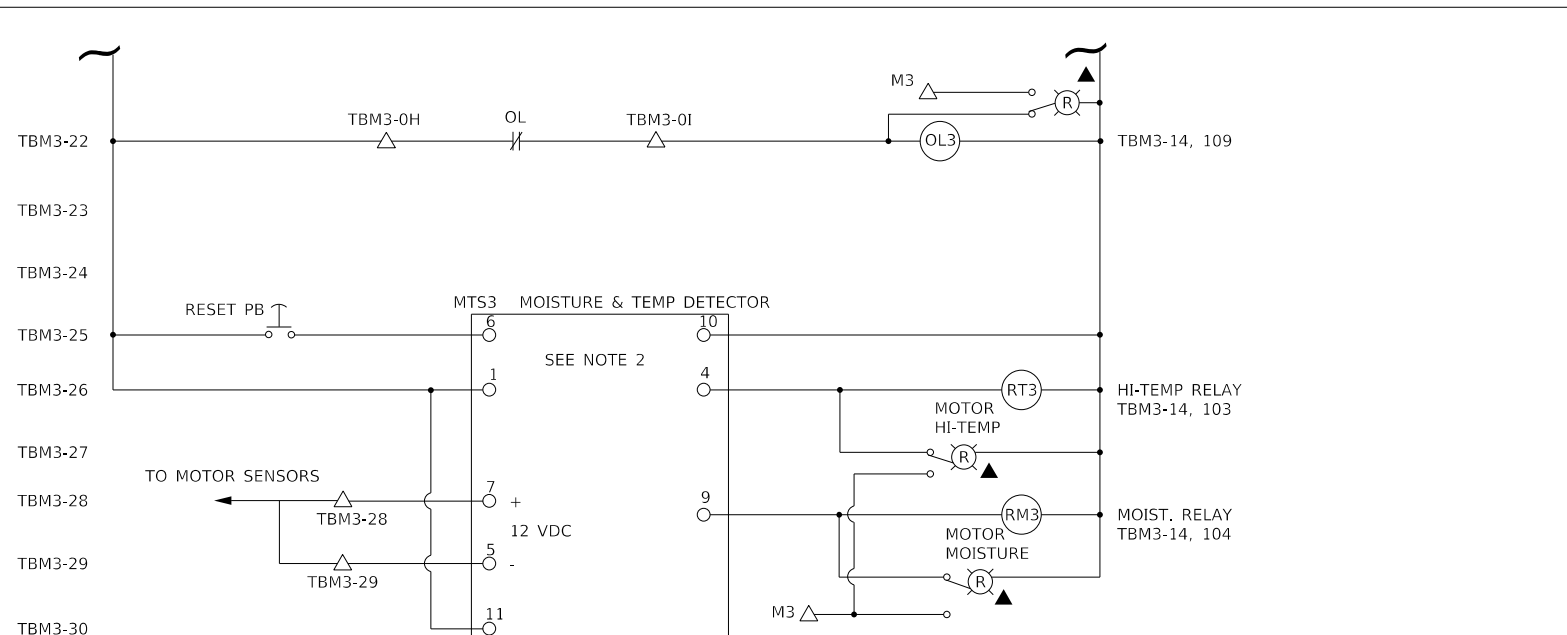 M3
R
TBM3-22
TBM3-0H
OL
TBM3-0I
OL3
TBM3-14, 109
TBM3-23
TBM3-24
MTS3 MOISTURE & TEMP DETECTOR
RESET PB
TBM3-25
6
10
SEE NOTE 2
TBM3-26
1
4
RT3
HI-TEMP RELAY
TBM3-14, 103
MOTOR
HI-TEMP
R
TBM3-27
TO MOTOR SENSORS
TBM3-28
TBM3-28
7
+
9
RM3
MOIST. RELAY
TBM3-14, 104
12 VDC
MOTOR
MOISTURE
R
TBM3-29
TBM3-29
5
-
M3
TBM3-30
11